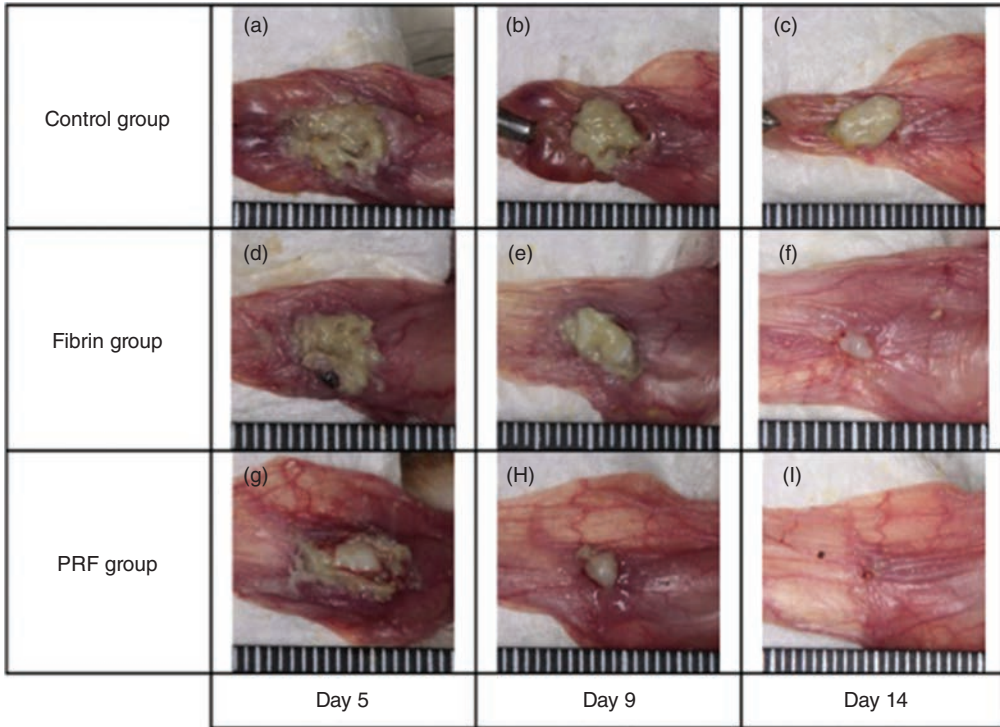 (a)
(b)
(c)
Control group
(d)
(e)
(f)
Fibrin group
(g)
(H)
(I)
PRF group
Day 5
Day 9
Day 14